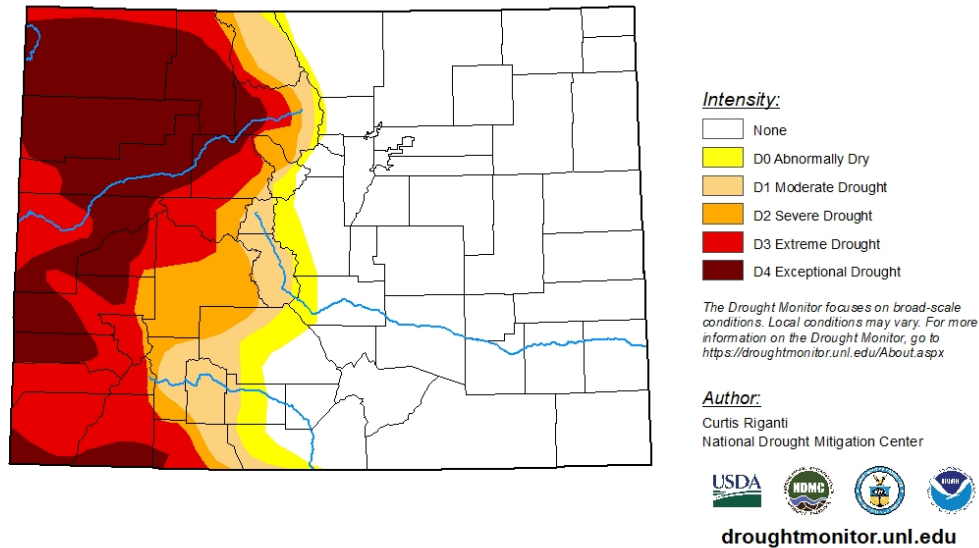 Intensity:
None
D0 Abnormally Dry
D1 Moderate Drought
D2 Severe Drought
D3 Extreme Drought
D4 Exceptional Drought
The Drought Monitor focuses on broad-scale
conditions. Local conditions may vary. For more
information on the Drought Monitor, go to
https://droughtmonitor.unl.edu/About.aspx
Author:
Curtis Riganti
National Drought Mitigation Center
USDA
NDMC
NOAA
droughtmonitor.unl.edu